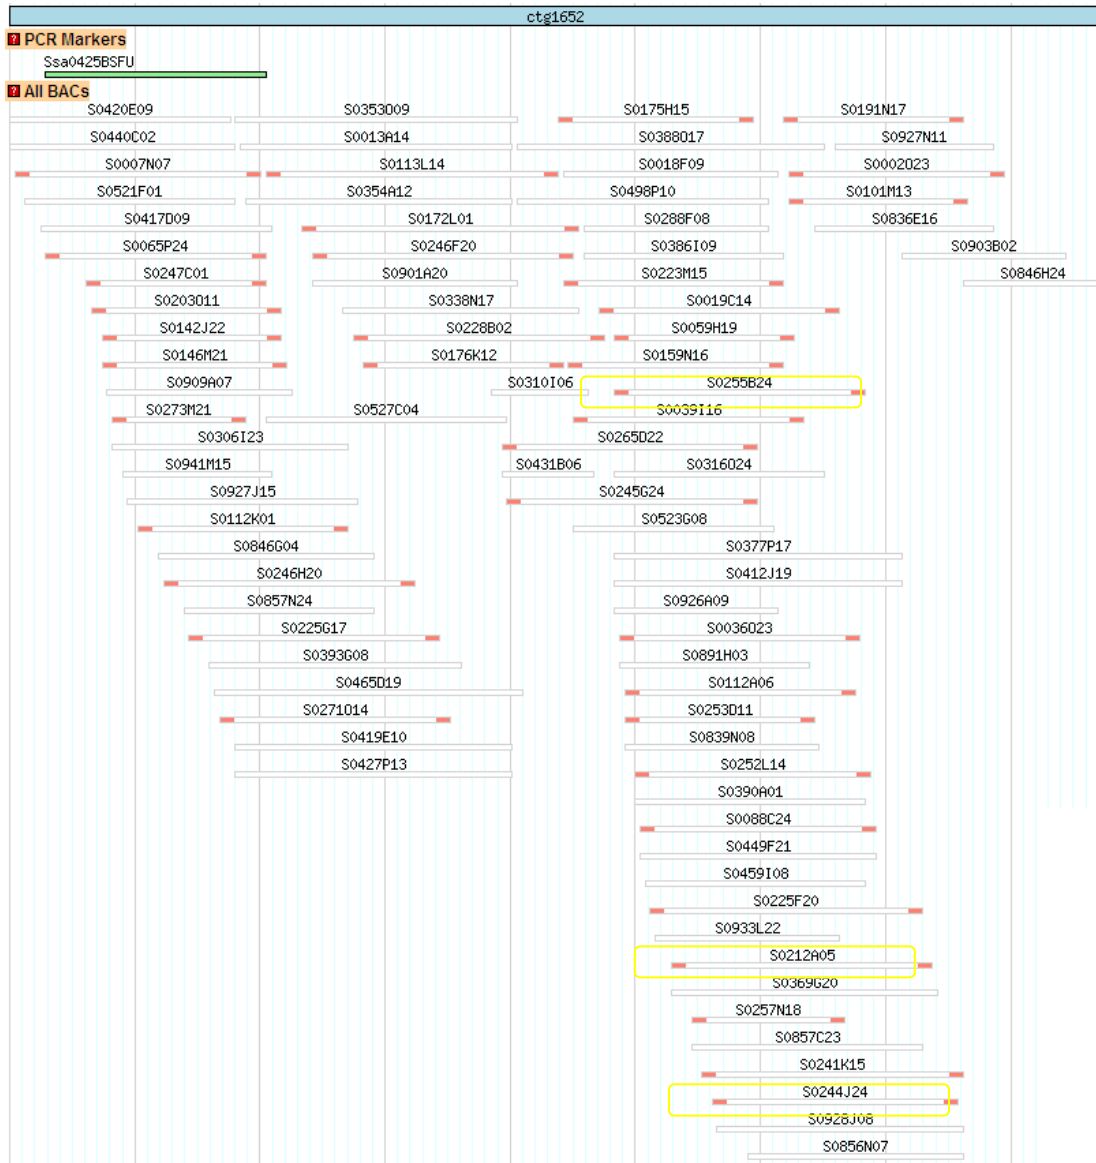 ctg1652
? PCR Markers
Ssa0425BSFU
? All BACs
S0420E09 S0353O09 S0175H15 S0191N17
S0440C02 S0013A14 S0388O17 S0927N11
S0007N07 S0113L14 S0018F09 S0002O23
S0521F01 S0354A12 S0498P10 S0101M13
S0417D09 S0172L01 S0288F08 S0836E16
S0065P24 S0246F20 S0386I09 S0903B02
S0247C01 S0901A20 S0223M15 S0846H24
S0203O11 S0338N17 S0019C14
S0142J22 S0228B02 S0059H19
S0146M21 S0176K12 S0159N16
S0909A07 S0310I06 S0255B24
S0273M21 S0527C04 S0039I16
S0306I23 S0265D22
S0941M15 S0431B06 S0316O24
S0927J15 S0245G24
S0112K01 S0523G08
S0846G04 S0377P17
S0246H20 S0412J19
S0857N24 S0926A09
S0225G17 S0036O23
S0393G08 S0891H03
S0465D19 S0112A06
S0271O14 S0253D11
S0419E10 S0839N08
S0427P13 S0252L14
S0390A01
S0088C24
S0449F21
S0459I08
S0225F20
S0933L22
S0212A05
S0369G20
S0257N18
S0857C23
S0241K15
S0244J24
S0928J08
S0856N07